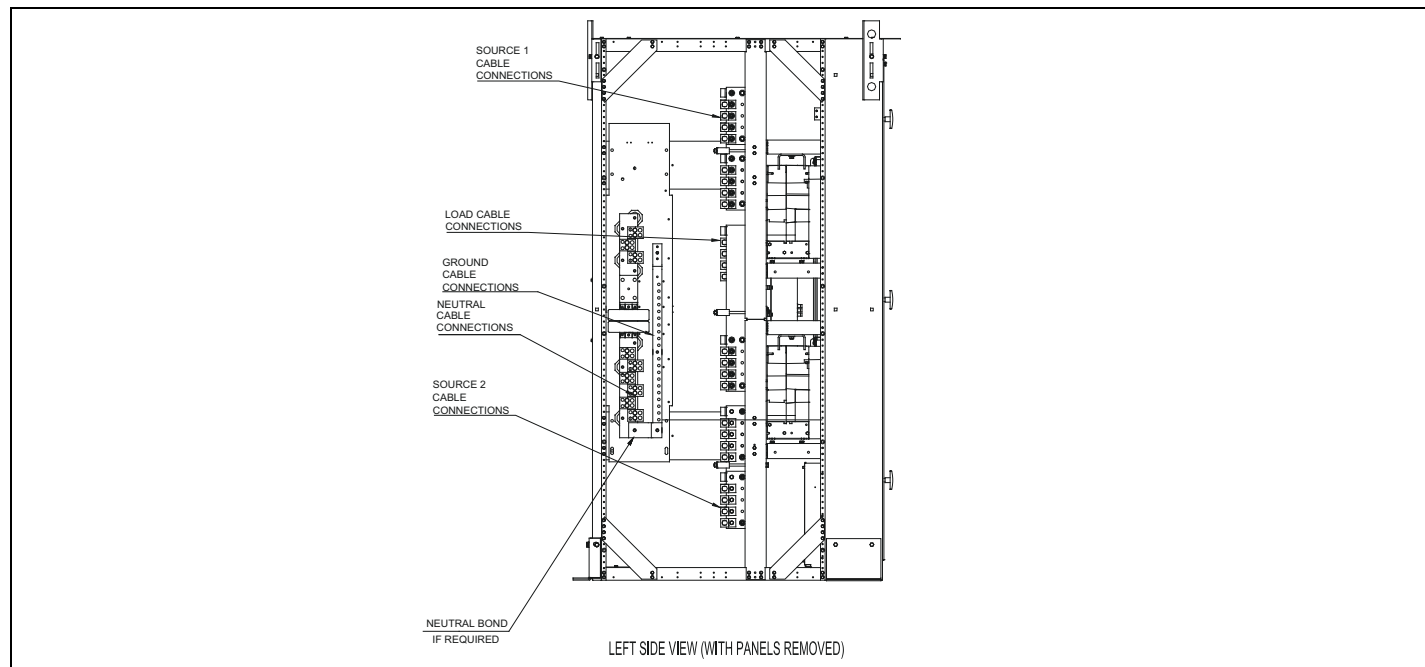 SOURCE 1
CABLE
CONNECTIONS
LOAD CABLE
CONNECTIONS
GROUND
CABLE
CONNECTIONS
NEUTRAL
CABLE
CONNECTIONS
SOURCE 2
CABLE
CONNECTIONS
NEUTRAL BOND
IF REQUIRED
LEFT SIDE VIEW (WITH PANELS REMOVED)